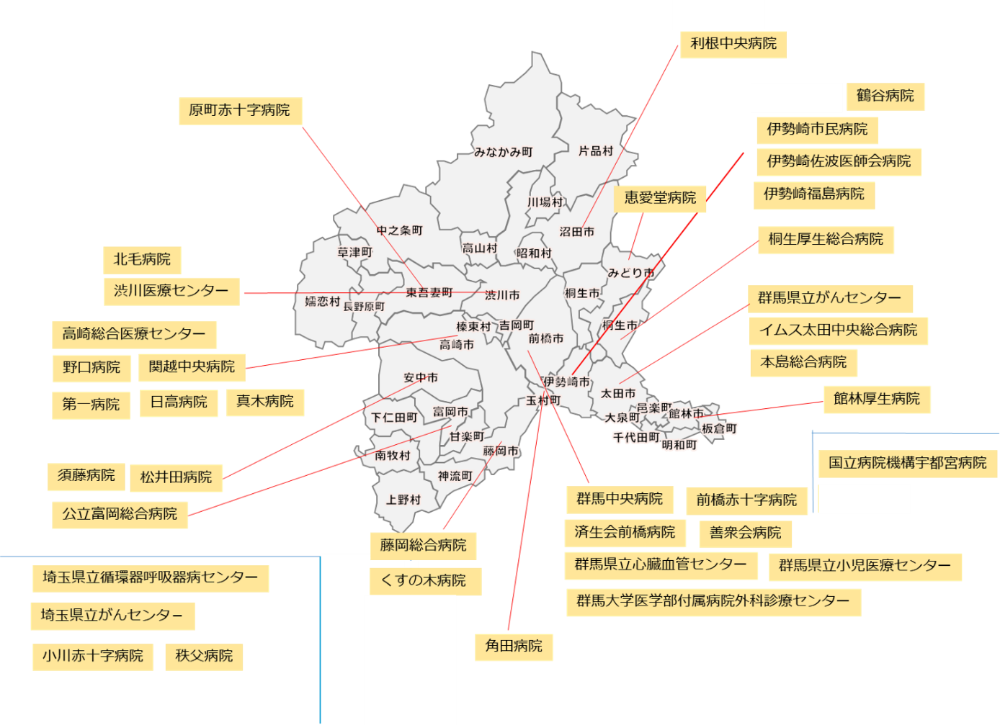 利根中央病院
鶴谷病院
原町赤十字病院
伊勢崎市民病院
伊勢崎佐波医師会病院
伊勢崎福島病院
みなかみ町
片品村
恵愛堂病院
川場村
中之条町
沼田市
桐生厚生総合病院
草津町
高山村
昭和村
北毛病院
みどり市
渋川医療センター
嬬恋村
長野原町
東吾妻町
渋川市
桐生市
群馬県立がんセンター
高崎総合医療センター
榛東村
吉岡町
前橋市
桐生市
イムス太田中央総合病院
高崎市
野口病院
関越中央病院
本島総合病院
安中市
伊勢崎市
第一病院
日高病院
真木病院
玉村町
太田市
館林厚生病院
下仁田町
富岡市
大泉町
邑楽町
館林市
板倉町
甘楽町
千代田町
明和町
南牧村
藤岡市
国立病院機構宇都宮病院
須藤病院
松井田病院
神流町
上野村
群馬中央病院
前橋赤十字病院
公立富岡総合病院
済生会前橋病院
善衆会病院
藤岡総合病院
群馬県立心臓血管センター
群馬県立小児医療センター
埼玉県立循環器呼吸器病センター
くすの木病院
群馬大学医学部付属病院外科診療センター
埼玉県立がんセンター
角田病院
小川赤十字病院
秩父病院